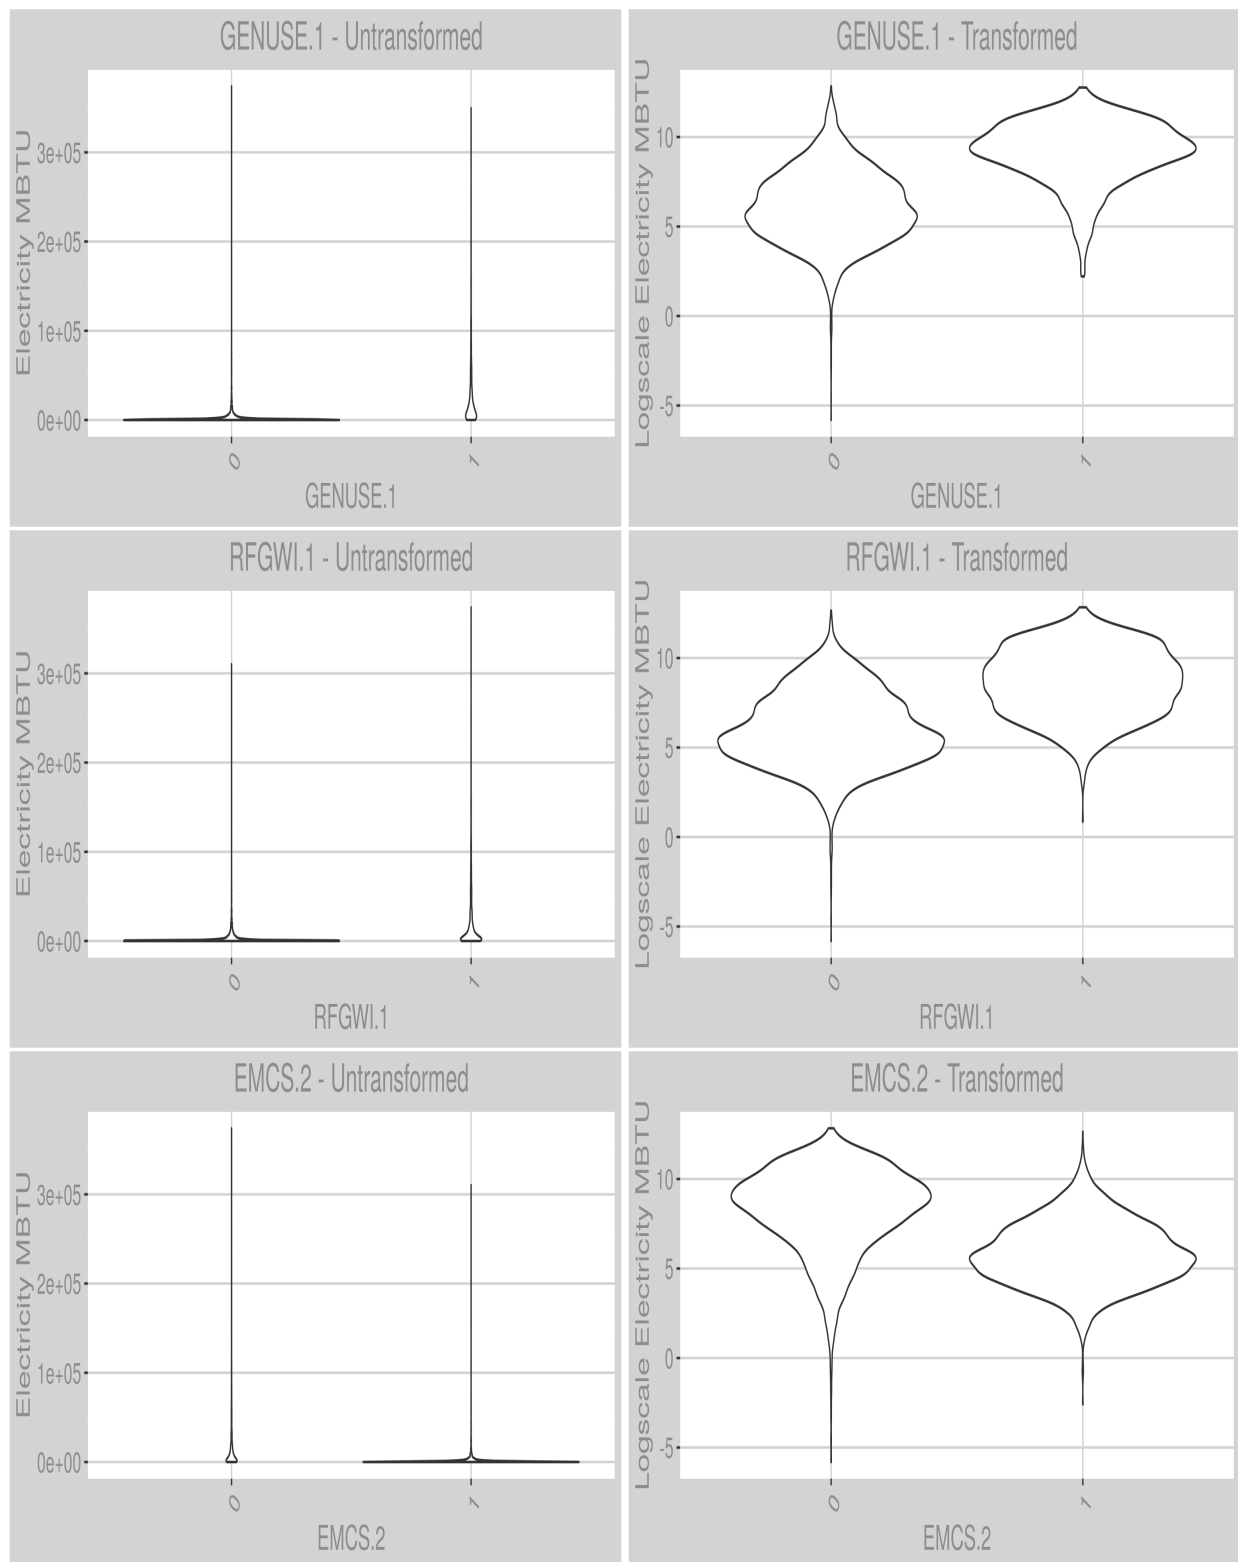 GENUSE.1 - Untransformed
Electricity MBTU
3e+05
2e+05
1e+05
0e+00
0
1
GENUSE.1
GENUSE.1 - Transformed
Logscale Electricity MBTU
10
5
0
-5
0
1
GENUSE.1
RFGWI.1 - Untransformed
Electricity MBTU
3e+05
2e+05
1e+05
0e+00
0
1
RFGWI.1
RFGWI.1 - Transformed
Logscale Electricity MBTU
10
5
0
-5
0
1
RFGWI.1
EMCS.2 - Untransformed
Electricity MBTU
3e+05
2e+05
1e+05
0e+00
0
1
EMCS.2
EMCS.2 - Transformed
Logscale Electricity MBTU
10
5
0
-5
0
1
EMCS.2